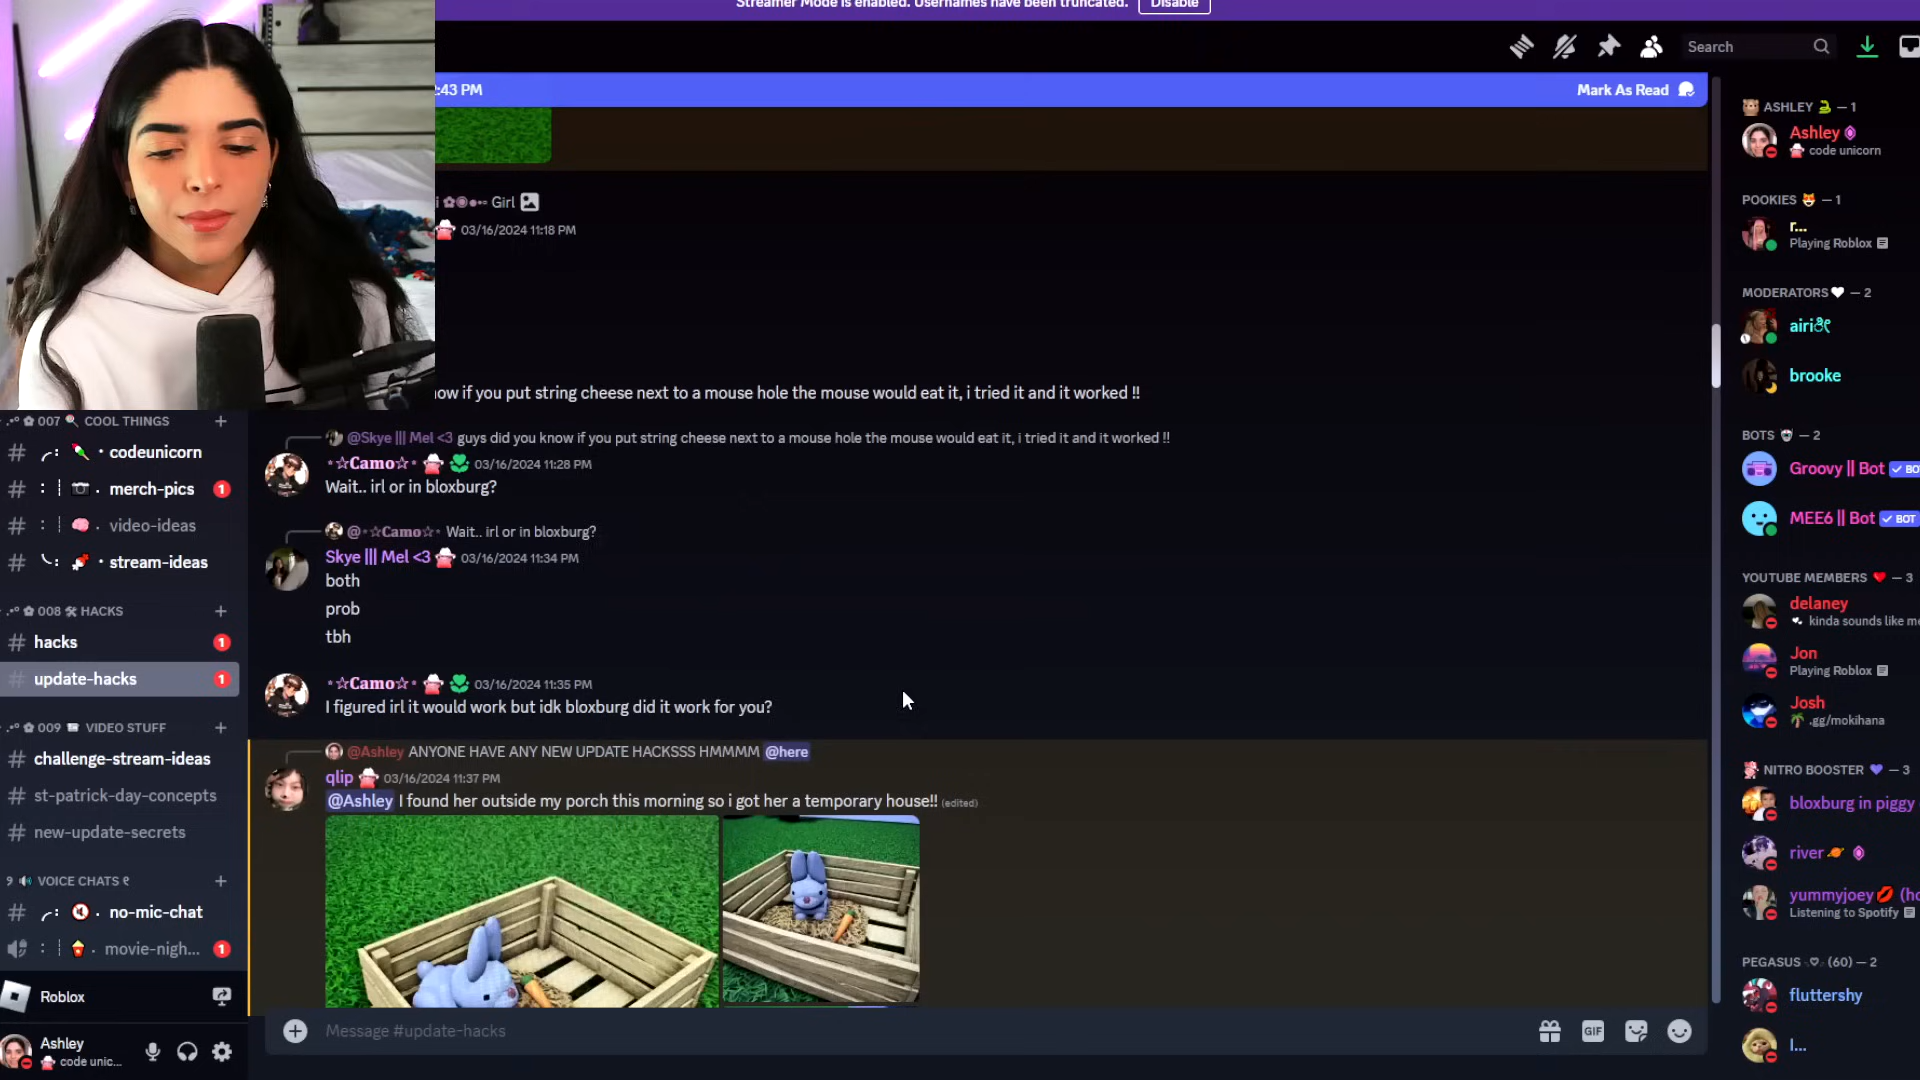 Streamer Mode is enabled. Usernames have been truncated.
Disable
Search
:43 PM
Mark As Read
Girl
03/16/2024 11:18 PM
ow if you put string cheese next to a mouse hole the mouse would eat it, i tried it and it worked !!
@Skye ||| Mel <3 guys did you know if you put string cheese next to a mouse hole the mouse would eat it, i tried it and it worked !!
⋆☆Camo☆⋆ 03/16/2024 11:28 PM
Wait.. irl or in bloxburg?
@⋆☆Camo☆⋆ Wait.. irl or in bloxburg?
Skye ||| Mel <3 03/16/2024 11:34 PM
both
prob
tbh
⋆☆Camo☆⋆ 03/16/2024 11:35 PM
I figured irl it would work but idk bloxburg did it work for you?
@Ashley ANYONE HAVE ANY NEW UPDATE HACKSSS HMMMM @here
qlip 03/16/2024 11:37 PM
@Ashley I found her outside my porch this morning so i got her a temporary house!! (edited)
Message #update-hacks
GIF
007 COOL THINGS
codeunicorn
merch-pics 1
video-ideas
stream-ideas
008 HACKS
hacks 1
update-hacks 1
009 VIDEO STUFF
challenge-stream-ideas
st-patrick-day-concepts
new-update-secrets
VOICE CHATS
no-mic-chat
movie-nigh... 1
Roblox
Ashley
code unic...
ASHLEY — 1
Ashley
code unicorn
POOKIES — 1
r...
Playing Roblox
MODERATORS — 2
airi
brooke
BOTS — 2
Groovy || Bot ✓ BO
MEE6 || Bot ✓ BOT
YOUTUBE MEMBERS — 3
delaney
kinda sounds like me
Jon
Playing Roblox
Josh
.gg/mokihana
NITRO BOOSTER — 3
bloxburg in piggy
river
yummyjoey (ho
Listening to Spotify
PEGASUS (60) — 2
fluttershy
l...